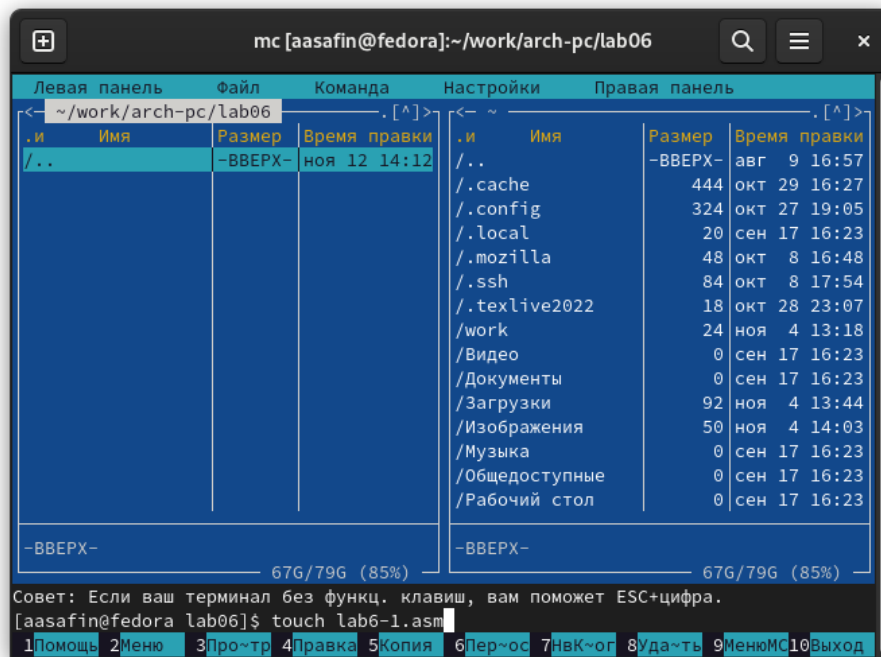 mc [aasafin@fedora]:~/work/arch-pc/lab06
Левая панель Файл Команда Настройки Правая панель
<— ~/work/arch-pc/lab06 .[^]>
.и Имя Размер Время правки
/.. -ВВЕРХ- ноя 12 14:12
-ВВЕРХ-
67G/79G (85%)
<— ~ .[^]>
.и Имя Размер Время правки
/.. -ВВЕРХ- авг 9 16:57
/.cache 444 окт 29 16:27
/.config 324 окт 27 19:05
/.local 20 сен 17 16:23
/.mozilla 48 окт 8 16:48
/.ssh 84 окт 8 17:54
/.texlive2022 18 окт 28 23:07
/work 24 ноя 4 13:18
/Видео 0 сен 17 16:23
/Документы 0 сен 17 16:23
/Загрузки 92 ноя 4 13:44
/Изображения 50 ноя 4 14:03
/Музыка 0 сен 17 16:23
/Общедоступные 0 сен 17 16:23
/Рабочий стол 0 сен 17 16:23
-ВВЕРХ-
67G/79G (85%)
Совет: Если ваш терминал без функц. клавиш, вам поможет ESC+цифра.
[aasafin@fedora lab06]$ touch lab6-1.asm
1Помощь 2Меню 3Про~тр 4Правка 5Копия 6Пер~ос 7НвК~ог 8Уда~ть 9МенюМС 10Выход